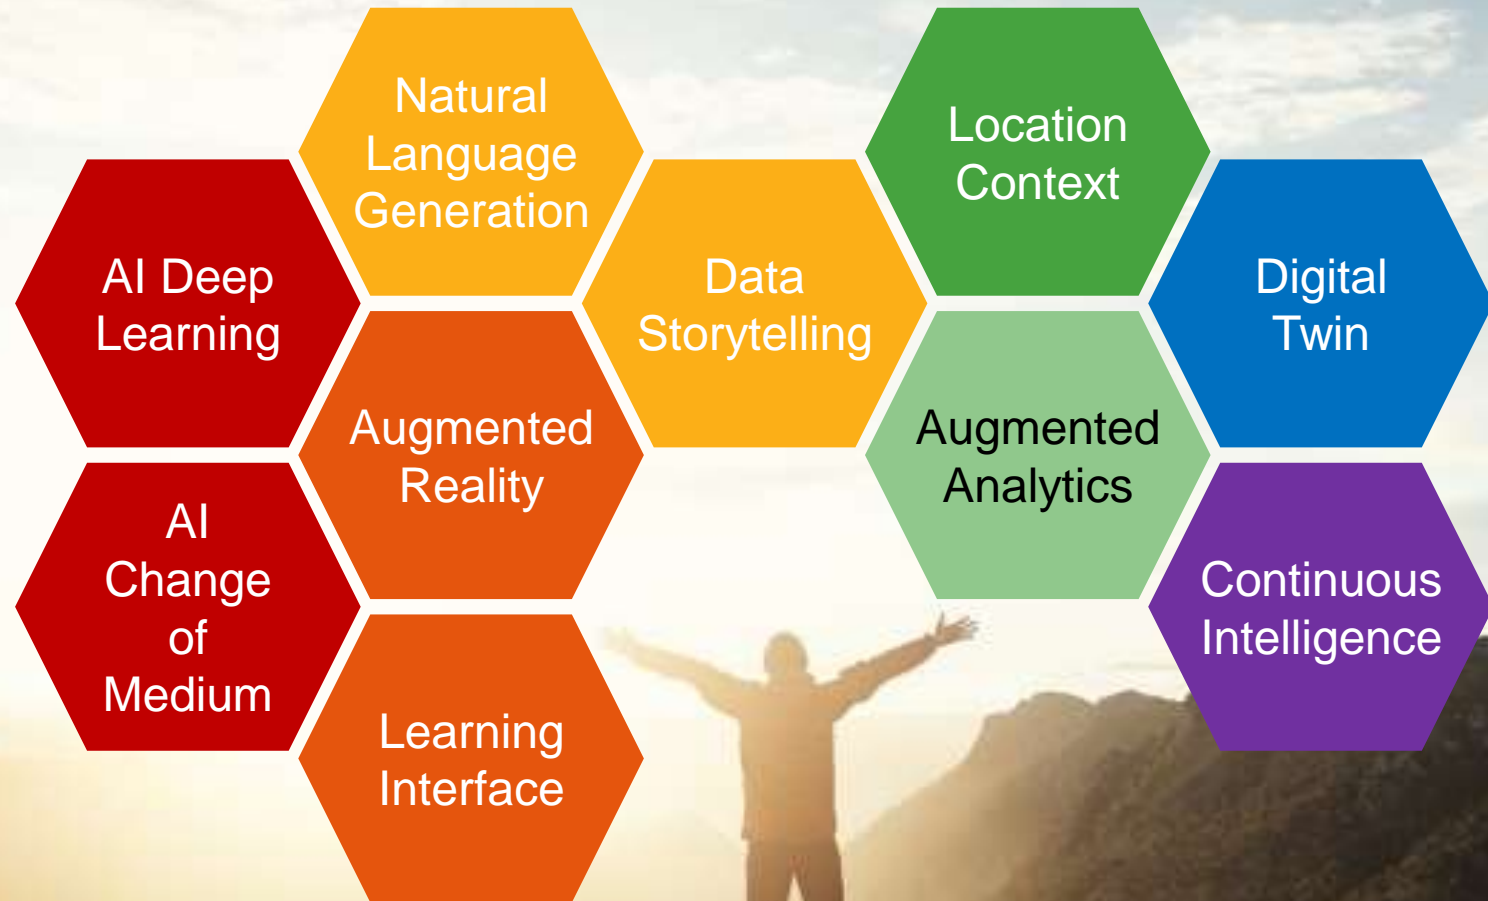 Natural
Language
Generation
Location
Context
AI Deep
Learning
Data
Storytelling
Digital
Twin
Augmented
Reality
Augmented
Analytics
AI
Change
of
Medium
Continuous
Intelligence
Learning
Interface